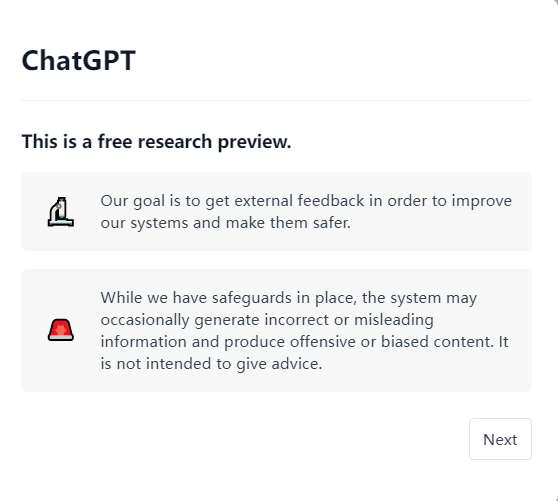 ChatGPT
This is a free research preview.
Our goal is to get external feedback in order to improve
our systems and make them safer.
While we have safeguards in place, the system may
occasionally generate incorrect or misleading
information and produce offensive or biased content. It
is not intended to give advice.
Next